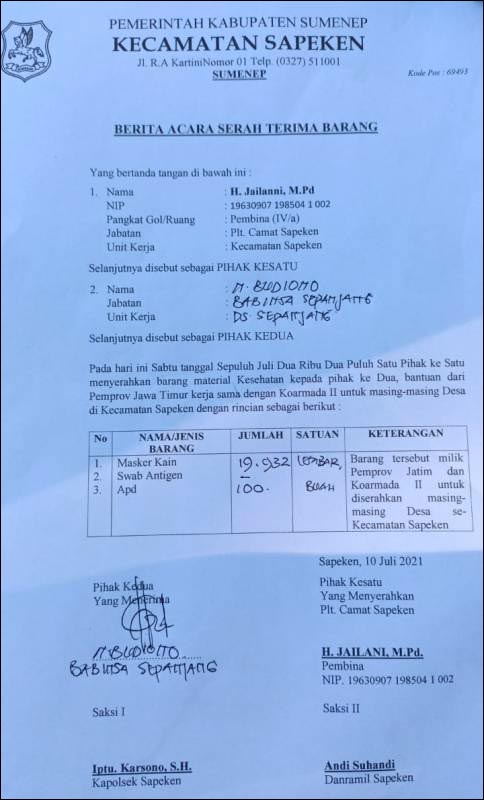 PEMERINTAH KABUPATEN SUMENEP
KECAMATAN SAPEKEN
Jl. R.A KartiniNomor 01 Telp. (0327) 511001
SUMENEP
Kode Pos : 69493
BERITA ACARA SERAH TERIMA BARANG
Yang bertanda tangan di bawah ini :
1. Nama : H. Jailanni, M.Pd
NIP : 19630907 198504 1 002
Pangkat Gol/Ruang : Pembina (IV/a)
Jabatan : Plt. Camat Sapeken
Unit Kerja : Kecamatan Sapeken
Selanjutnya disebut sebagai PIHAK KESATU
2. Nama : M. BUDIONO
Jabatan : BABINSA SEPANJANG
Unit Kerja : DS. SEPANJANG
Selanjutnya disebut sebagai PIHAK KEDUA
Pada hari ini Sabtu tanggal Sepuluh Juli Dua Ribu Dua Puluh Satu Pihak ke Satu
menyerahkan barang material Kesehatan kepada pihak ke Dua, bantuan dari
Pemprov Jawa Timur kerja sama dengan Koarmada II untuk masing-masing Desa
di Kecamatan Sapeken dengan rincian sebagai berikut :
No NAMA/JENIS BARANG JUMLAH SATUAN KETERANGAN
1. Masker Kain 19.932 LEMBAR,
2. Swab Antigen –
3. Apd 100. BUAH
Barang tersebut milik
Pemprov Jatim dan
Koarmada II untuk
diserahkan masing-
masing Desa se-
Kecamatan Sapeken
Sapeken, 10 Juli 2021
Pihak Kedua
Yang Menerima
M.BUDIONO
BABINSA SEPANJANG
Pihak Kesatu
Yang Menyerahkan
Plt. Camat Sapeken
H. JAILANI, M.Pd.
Pembina
NIP. 19630907 198504 1 002
Saksi I
Saksi II
Iptu. Karsono, S.H.
Kapolsek Sapeken
Andi Suhandi
Danramil Sapeken